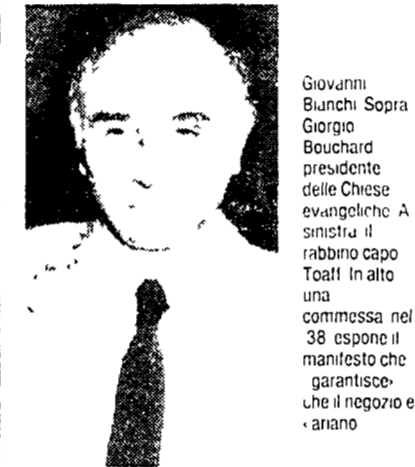 Giovanni
Bianchi Sopra
Giorgio
Bouchard
presidente
delle Chiese
evangeliche A
sinistra il
rabbino capo
Toaff In alto
una
commessa nel
38 espone il
manifesto che
garantisce»
che il negozio e
«ariano